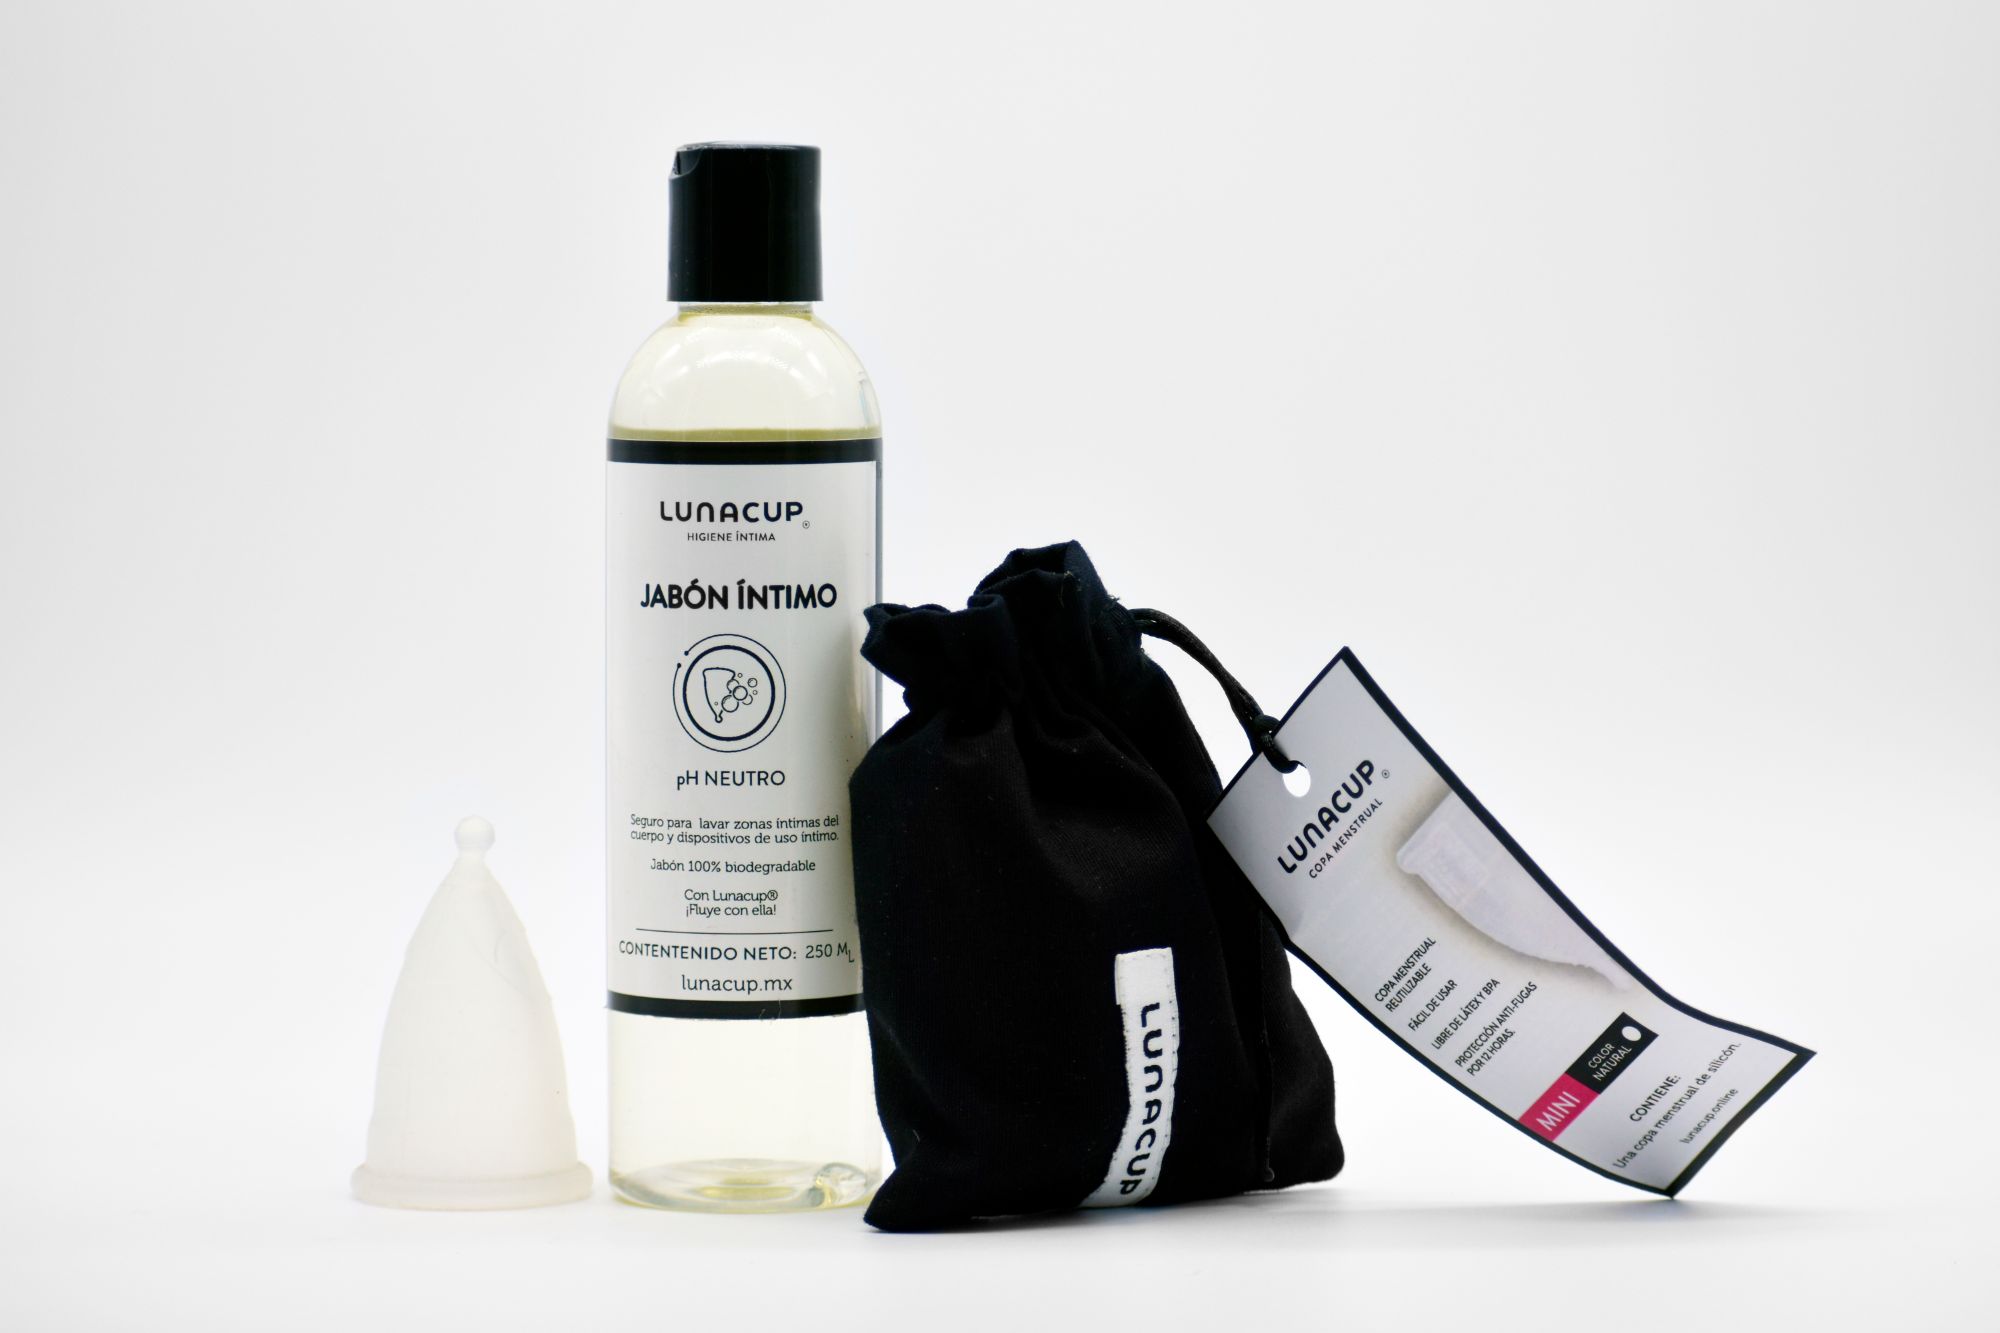 LUNACUP®
HIGIENE ÍNTIMA
JABÓN ÍNTIMO
pH NEUTRO
Seguro para lavar zonas íntimas del
cuerpo y dispositivos de uso íntimo.
Jabón 100% biodegradable
Con Lunacup®
¡Fluye con ella!
CONTENTENIDO NETO: 250 ML
lunacup.mx
LUNACUP
LUNACUP®
COPA MENSTRUAL
COPA MENSTRUAL
REUTILIZABLE
FÁCIL DE USAR
LIBRE DE LÁTEX Y BPA
PROTECCIÓN ANTI-FUGAS
POR 12 HORAS.
MINI
COLOR
NATURAL
CONTIENE:
Una copa menstrual de silicón.
lunacup.online